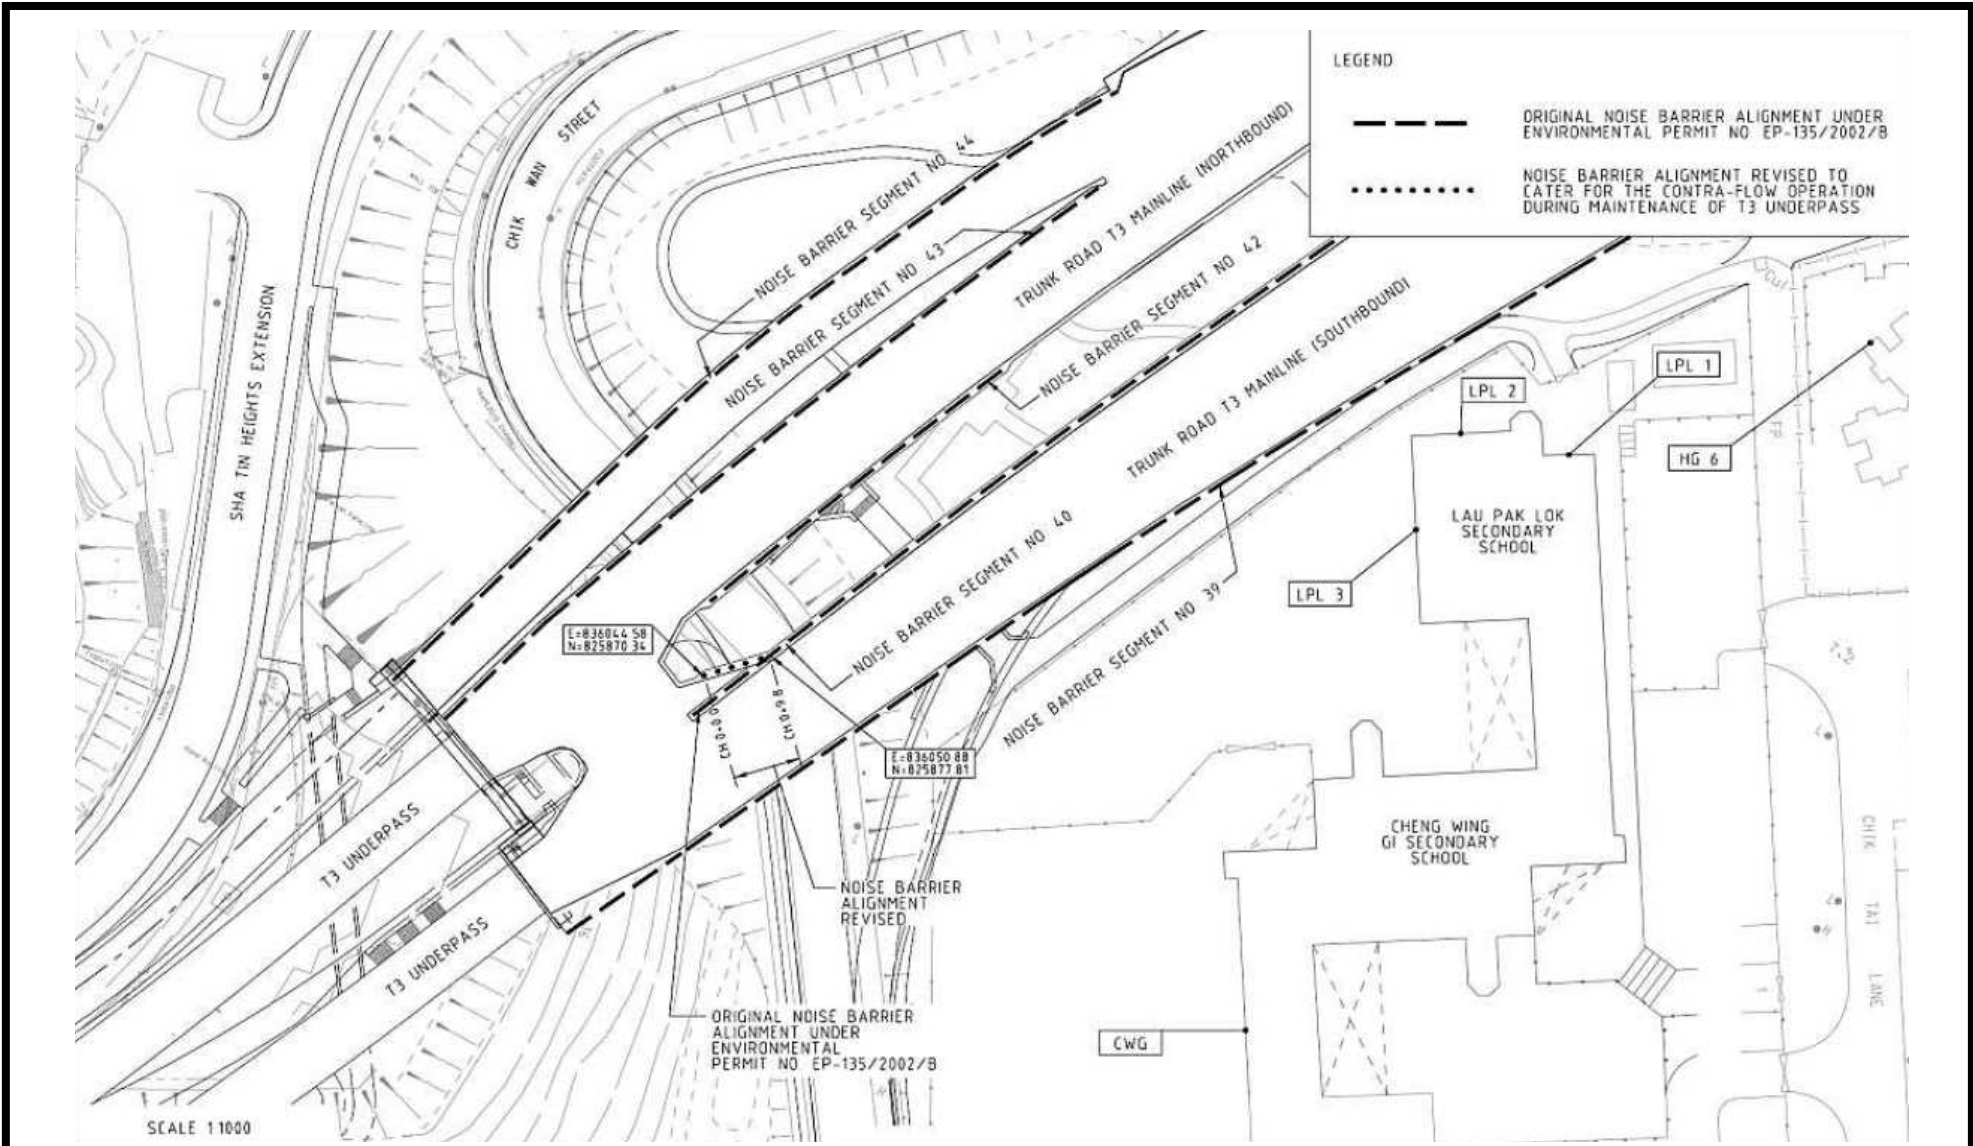 LEGEND
ORIGINAL NOISE BARRIER ALIGNMENT UNDER
ENVIRONMENTAL PERMIT NO EP-135/2002/B
NOISE BARRIER ALIGNMENT REVISED TO
CATER FOR THE CONTRA-FLOW OPERATION
DURING MAINTENANCE OF T3 UNDERPASS
CHIK WAN STREET
SHA TIN HEIGHTS EXTENSION
NOISE BARRIER SEGMENT NO 44
NOISE BARRIER SEGMENT NO 43
TRUNK ROAD T3 MAINLINE (NORTHBOUND)
NOISE BARRIER SEGMENT NO 42
TRUNK ROAD T3 MAINLINE (SOUTHBOUND)
NOISE BARRIER SEGMENT NO 40
NOISE BARRIER SEGMENT NO 39
LPL 1
LPL 2
HG 6
LAU PAK LOK
SECONDARY
SCHOOL
LPL 3
FP
E=836044 58
N=825870 34
CH0+0.0
CH0+9.8
E=836050 88
N=825877 81
CHENG WING
GI SECONDARY
SCHOOL
CHIK TAI LANE
T3 UNDERPASS
T3 UNDERPASS
NOISE BARRIER
ALIGNMENT
REVISED
ORIGINAL NOISE BARRIER
ALIGNMENT UNDER
ENVIRONMENTAL
PERMIT NO EP-135/2002/B
CWG
SCALE 1 1000